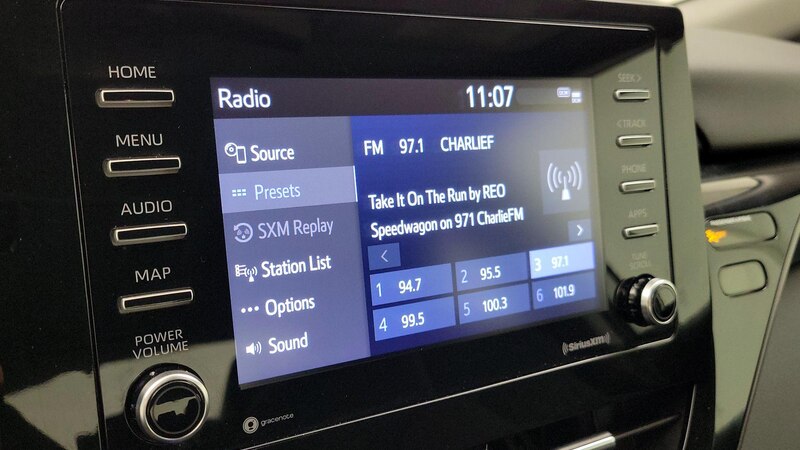 HOME
MENU
AUDIO
MAP
POWER
VOLUME
Radio
11:07
Source
Presets
SXM Replay
Station List
Options
Sound
FM 97.1 CHARLIEF
Take It On The Run by REO
Speedwagon on 971 CharlieFM
<
>
1 94.7
2 95.5
3 97.1
4 99.5
5 100.3
6 101.9
SEEK >
< TRACK
PHONE
APPS
TUNE
SCROLL
SiriusXM
gracenote